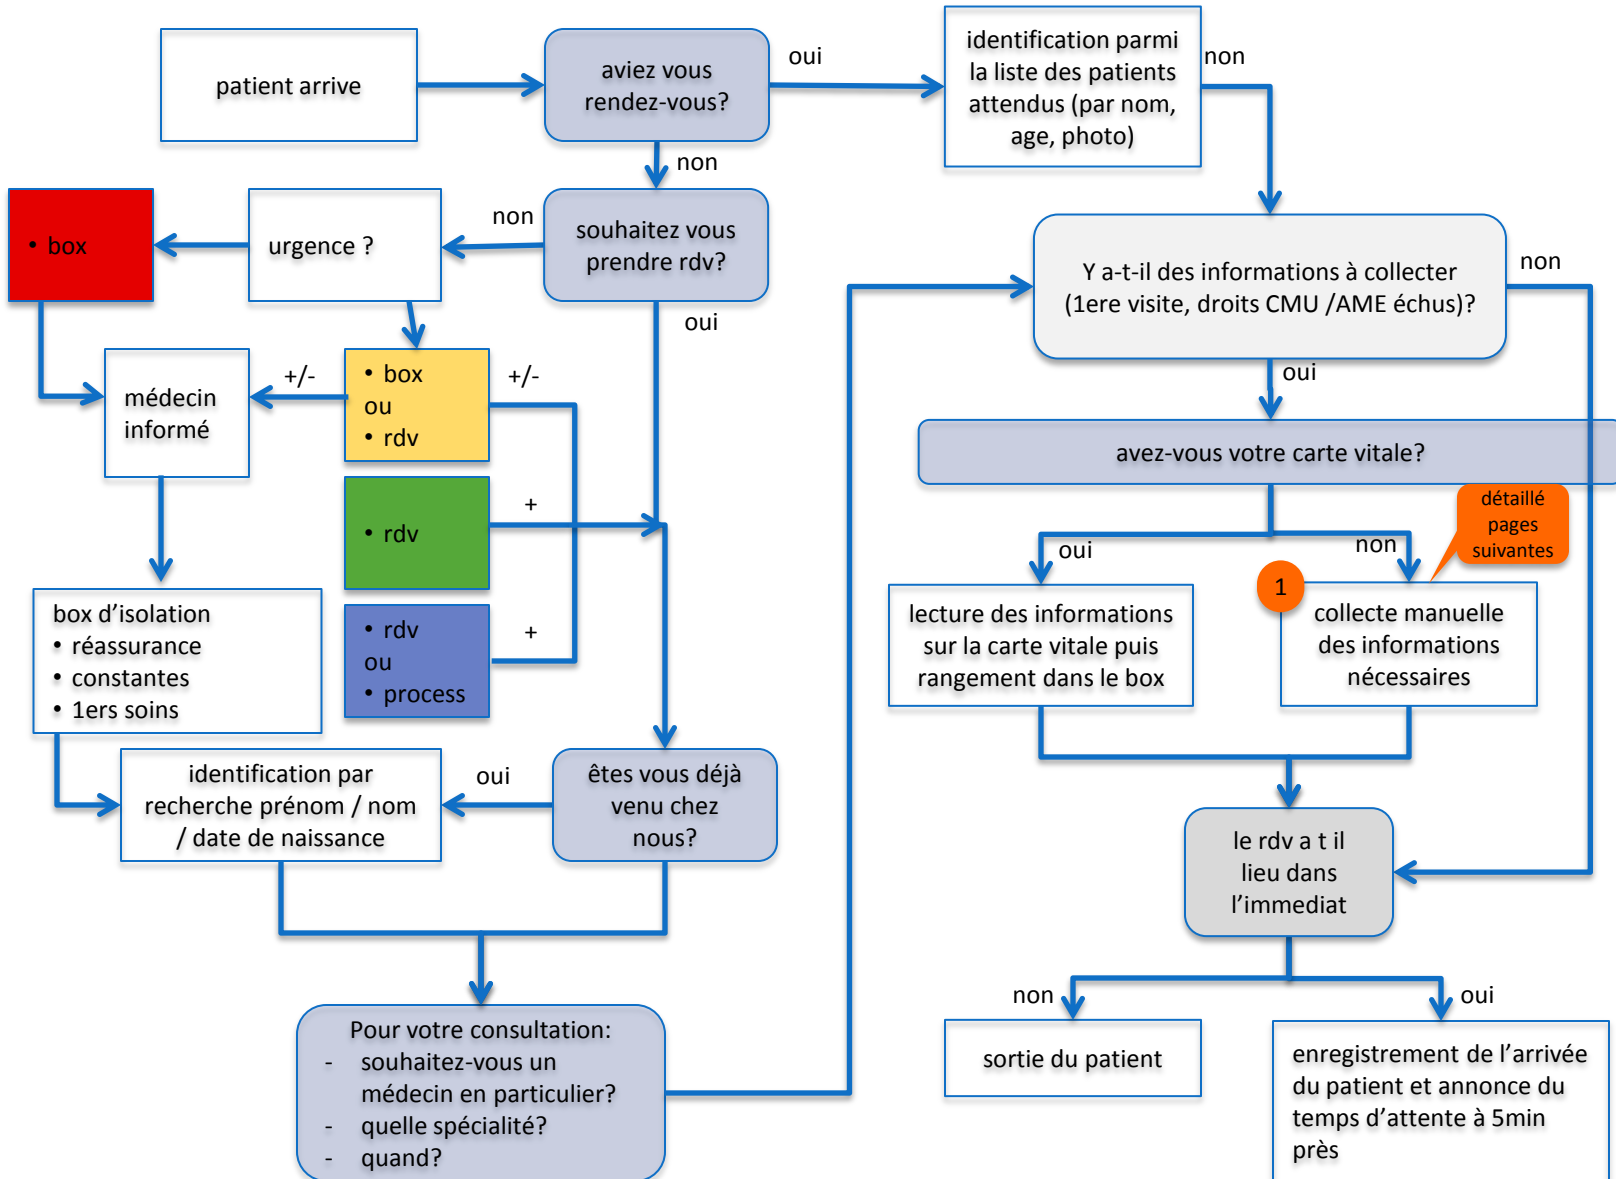 patient arrive
aviez vous
rendez-vous?
oui
identification parmi
la liste des patients
attendus (par nom,
age, photo)
non
non
• box
urgence ?
non
souhaitez vous
prendre rdv?
oui
Y a-t-il des informations à collecter
(1ere visite, droits CMU /AME échus)?
non
oui
médecin
informé
+/-
• box
ou
• rdv
+/-
avez-vous votre carte vitale?
détaillé
pages
suivantes
• rdv
+
oui
non
box d’isolation
• réassurance
• constantes
• 1ers soins
• rdv
ou
• process
+
lecture des informations
sur la carte vitale puis
rangement dans le box
1
collecte manuelle
des informations
nécessaires
identification par
recherche prénom / nom
/ date de naissance
oui
êtes vous déjà
venu chez
nous?
le rdv a t il
lieu dans
l’immediat
non
oui
Pour votre consultation:
- souhaitez-vous un
médecin en particulier?
- quelle spécialité?
- quand?
sortie du patient
enregistrement de l’arrivée
du patient et annonce du
temps d’attente à 5min
près